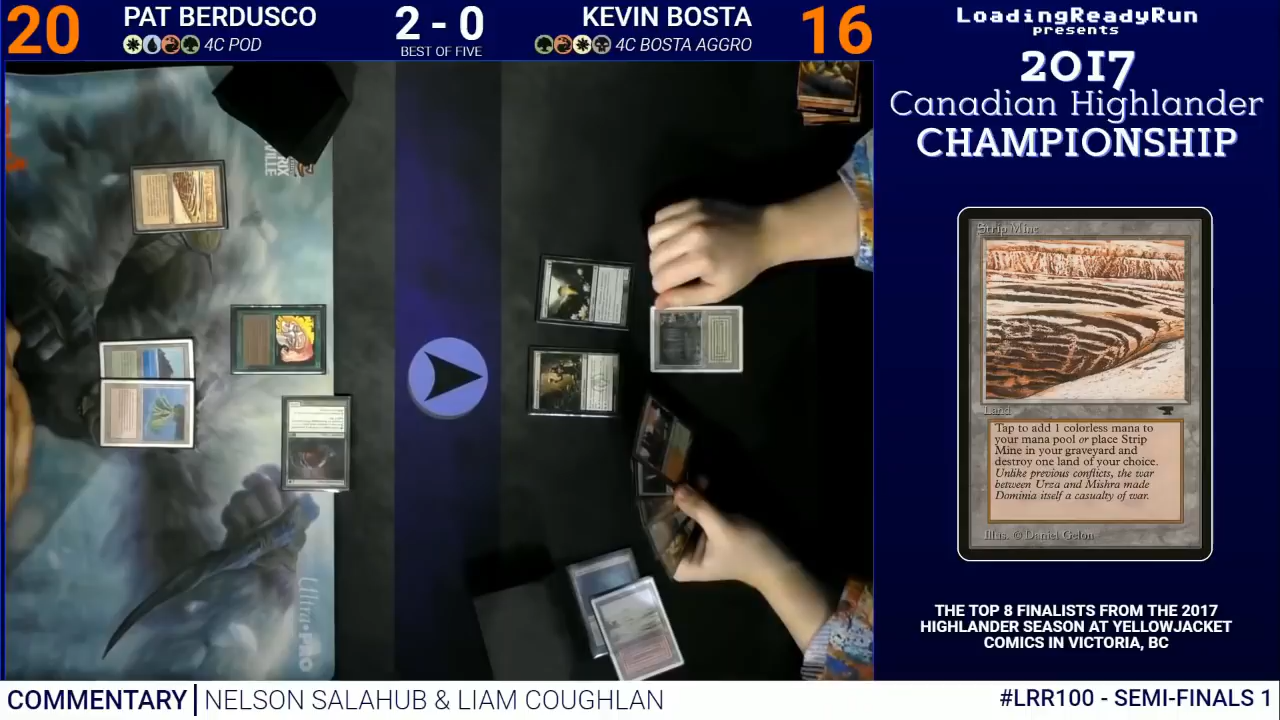 20
PAT BERDUSCO
4C POD
2 - 0
BEST OF FIVE
KEVIN BOSTA
4C BOSTA AGGRO
16
LoadingReadyRun
presents
2017
Canadian Highlander
CHAMPIONSHIP
Strip Mine
Land
Tap to add 1 colorless mana to
your mana pool or place Strip
Mine in your graveyard and
destroy one land of your choice.
Unlike previous conflicts, the war
between Urza and Mishra made
Dominia itself a casualty of war.
Illus. © Daniel Gelon
THE TOP 8 FINALISTS FROM THE 2017
HIGHLANDER SEASON AT YELLOWJACKET
COMICS IN VICTORIA, BC
Ultra PRO
COMMENTARY | NELSON SALAHUB & LIAM COUGHLAN
#LRR100 - SEMI-FINALS 1